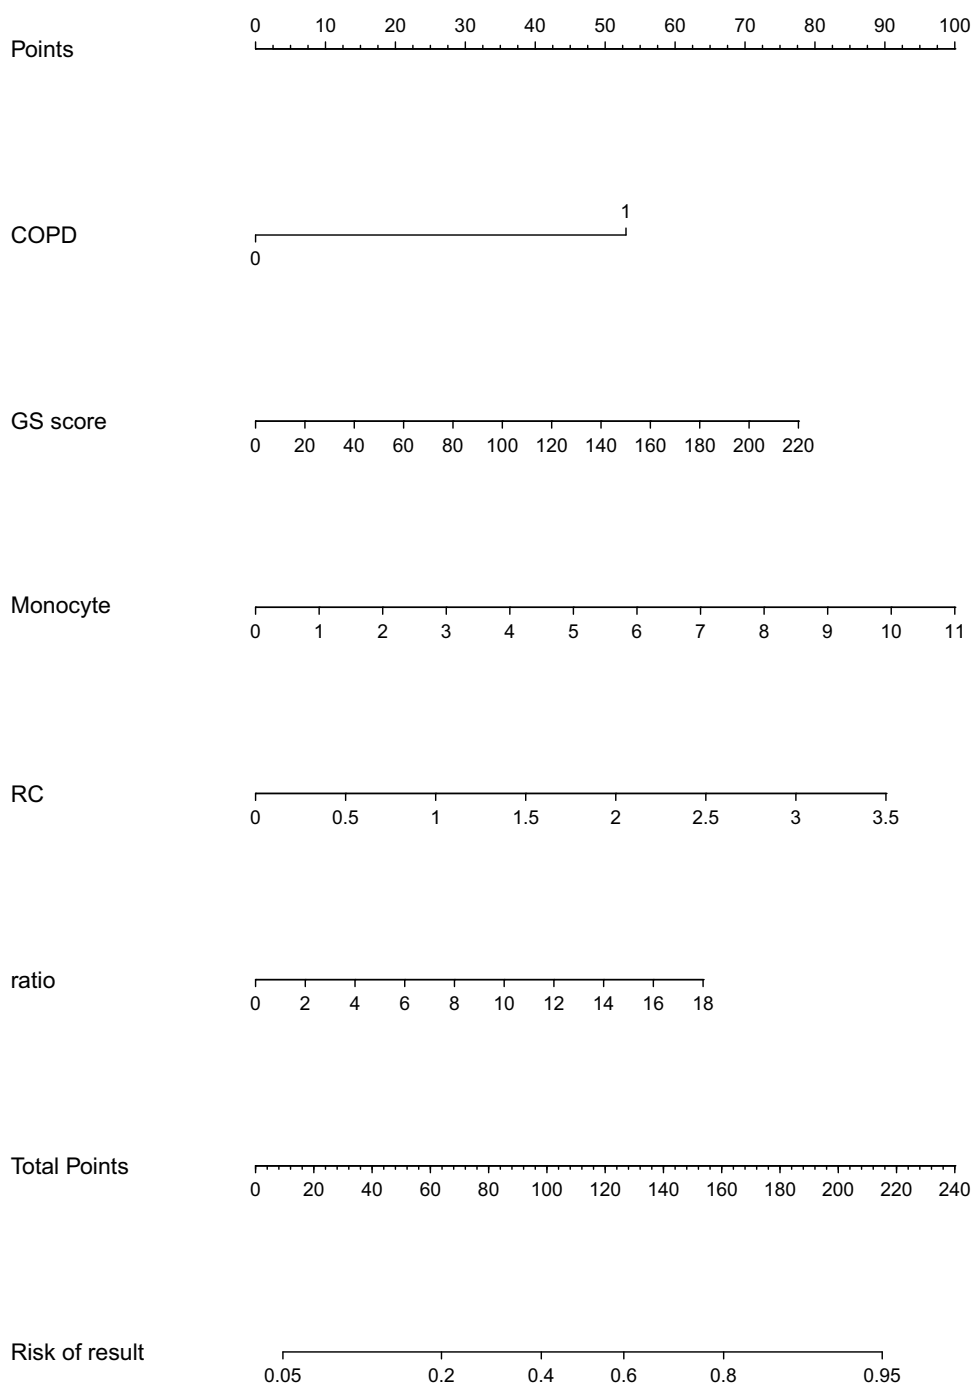 0 10 20 30 40 50 60 70 80 90 100
Points
1
COPD
0
GS score
0 20 40 60 80 100 120 140 160 180 200 220
Monocyte
0 1 2 3 4 5 6 7 8 9 10 11
RC
0 0.5 1 1.5 2 2.5 3 3.5
ratio
0 2 4 6 8 10 12 14 16 18
Total Points
0 20 40 60 80 100 120 140 160 180 200 220 240
Risk of result
0.05 0.2 0.4 0.6 0.8 0.95